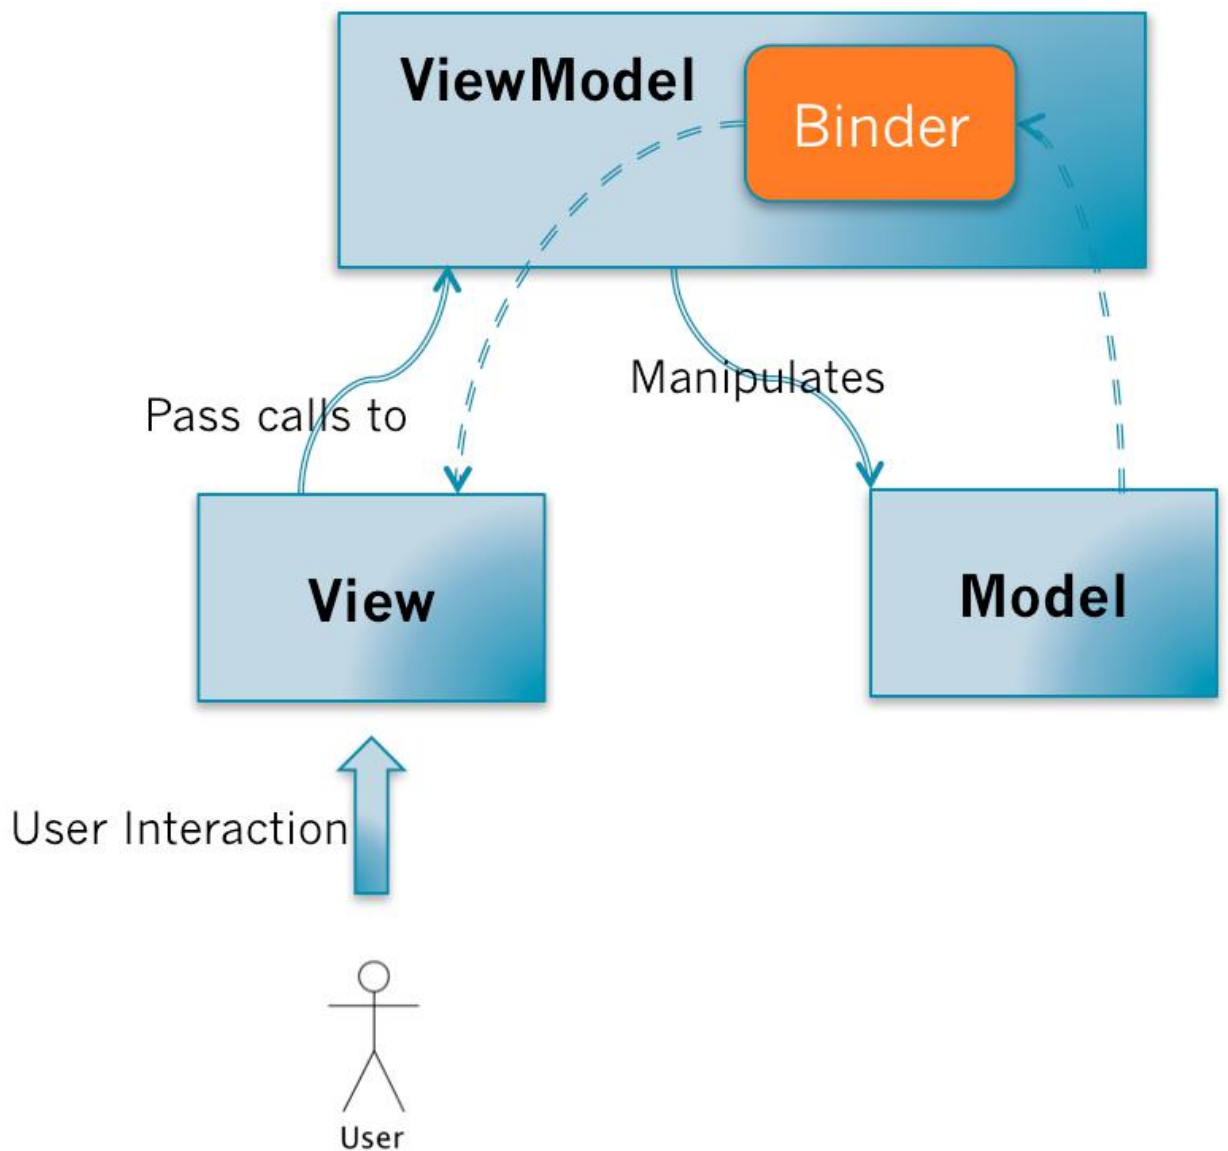 ViewModel
Binder
Manipulates
Pass calls to
View
Model
User Interaction
User